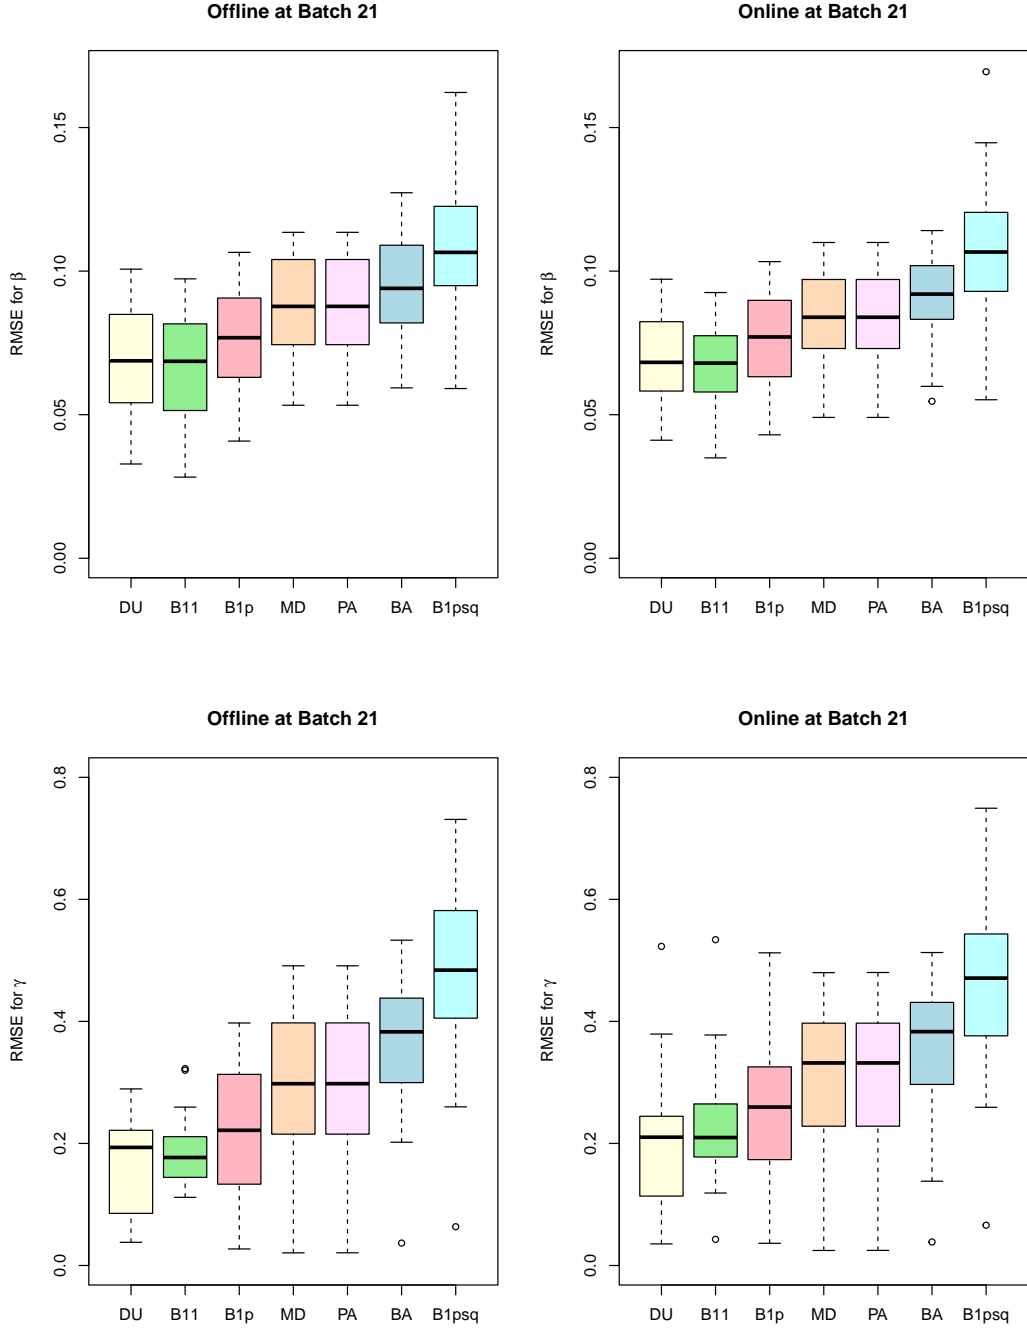 Offline at Batch 21
RMSE for β
0.15
0.10
0.05
0.00
DU B11 B1p MD PA BA B1psq
Online at Batch 21
RMSE for β
0.15
0.10
0.05
0.00
DU B11 B1p MD PA BA B1psq
Offline at Batch 21
RMSE for γ
0.8
0.6
0.4
0.2
0.0
DU B11 B1p MD PA BA B1psq
Online at Batch 21
RMSE for γ
0.8
0.6
0.4
0.2
0.0
DU B11 B1p MD PA BA B1psq